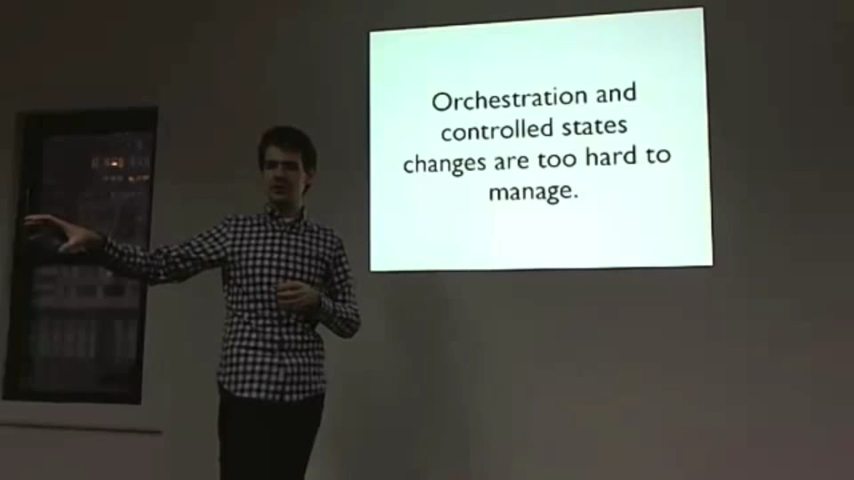 Orchestration and
controlled states
changes are too hard to
manage.